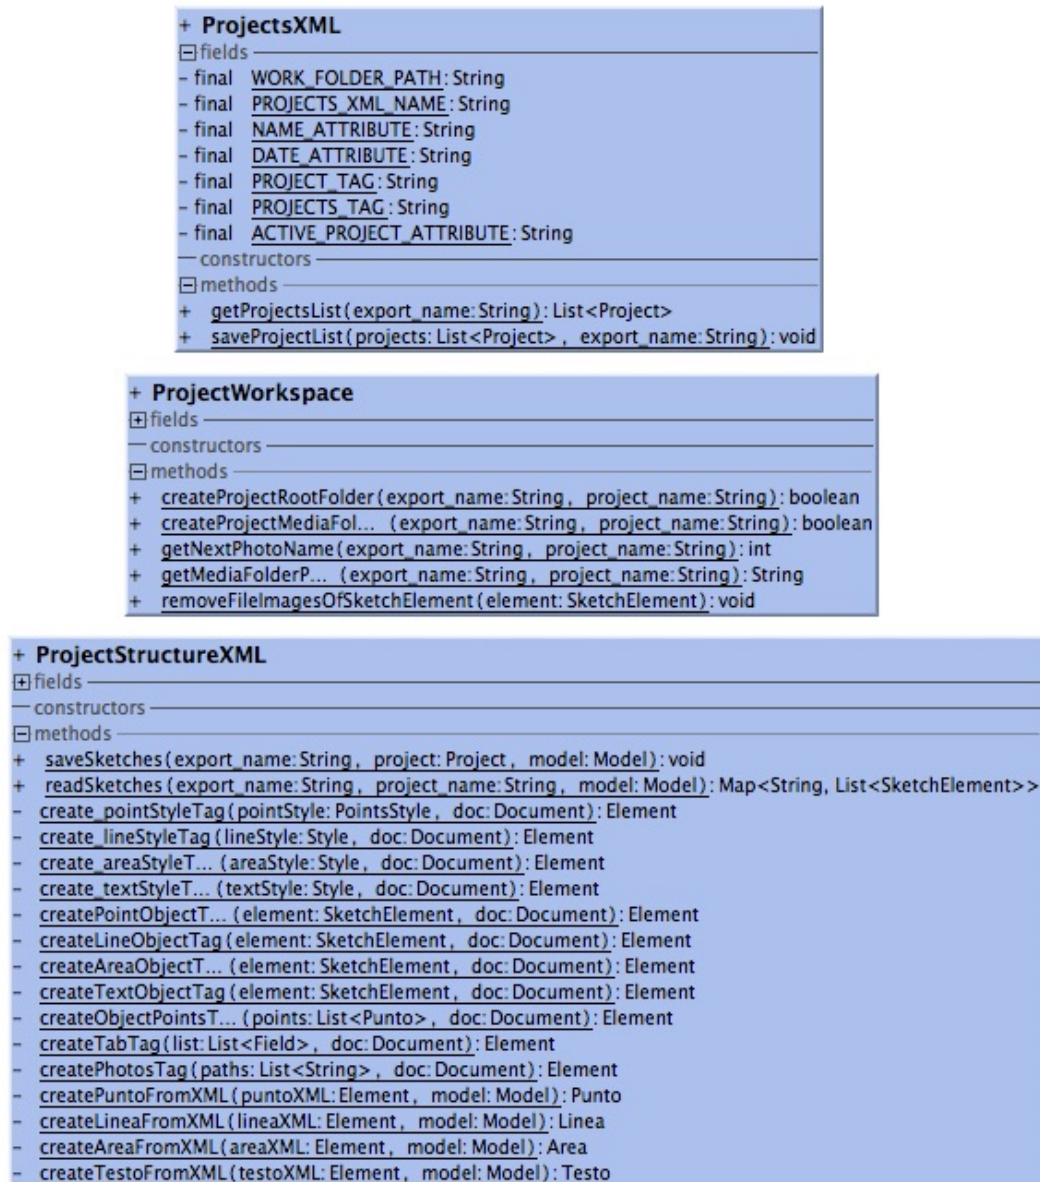 + ProjectsXML
fields
- final WORK_FOLDER_PATH: String
- final PROJECTS_XML_NAME: String
- final NAME_ATTRIBUTE: String
- final DATE_ATTRIBUTE: String
- final PROJECT_TAG: String
- final PROJECTS_TAG: String
- final ACTIVE_PROJECT_ATTRIBUTE: String
constructors
methods
+ getProjectsList(export_name:String): List<Project>
+ saveProjectList(projects: List<Project>, export_name:String): void
+ ProjectWorkspace
fields
constructors
methods
+ createProjectRootFolder(export_name:String, project_name:String): boolean
+ createProjectMediaFol... (export_name:String, project_name:String): boolean
+ getNextPhotoName(export_name:String, project_name:String): int
+ getMediaFolderP... (export_name:String, project_name:String): String
+ removeFileImagesOfSketchElement(element: SketchElement): void
+ ProjectStructureXML
fields
constructors
methods
+ saveSketches(export_name:String, project: Project, model: Model): void
+ readSketches(export_name:String, project_name:String, model: Model): Map<String, List<SketchElement>>
- create_pointStyleTag(pointStyle: PointsStyle, doc: Document): Element
- create_lineStyleTag(lineStyle: Style, doc: Document): Element
- create_areaStyleT... (areaStyle: Style, doc: Document): Element
- create_textStyleT... (textStyle: Style, doc: Document): Element
- createPointObjectT... (element: SketchElement, doc: Document): Element
- createLineObjectTag(element: SketchElement, doc: Document): Element
- createAreaObjectT... (element: SketchElement, doc: Document): Element
- createTextObjectTag(element: SketchElement, doc: Document): Element
- createObjectPointsT... (points: List<Punto>, doc: Document): Element
- createTabTag(list: List<Field>, doc: Document): Element
- createPhotosTag(paths: List<String>, doc: Document): Element
- createPuntoFromXML(puntoXML: Element, model: Model): Punto
- createLineaFromXML(lineaXML: Element, model: Model): Linea
- createAreaFromXML(areaXML: Element, model: Model): Area
- createTestoFromXML(testoXML: Element, model: Model): Testo